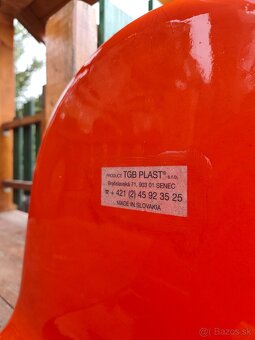 PRODUCT: TGB PLAST® s.r.o.
Bratislavská 71, 903 01 SENEC
☎ + 421 (2) 45 92 35 25
MADE IN SLOVAKIA
Bazos.sk